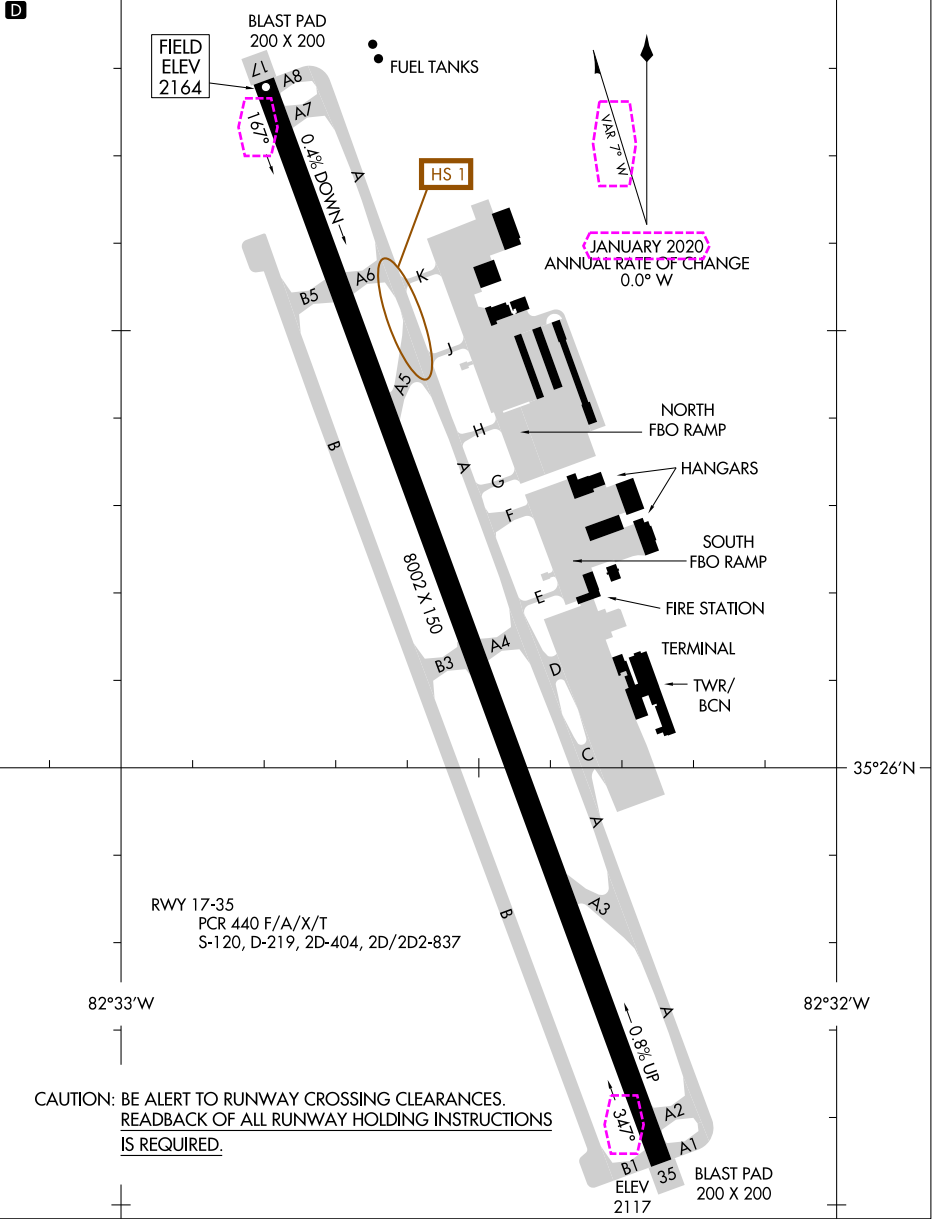 D
BLAST PAD
200 X 200
FIELD
ELEV
2164
FUEL TANKS
17
A8
A7
167°
VAR 7° W
0.4% DOWN
A
HS 1
JANUARY 2020
ANNUAL RATE OF CHANGE
0.0° W
A6
K
B5
J
A5
NORTH
FBO RAMP
H
B
A
HANGARS
G
F
SOUTH
FBO RAMP
8002 X 150
E
FIRE STATION
A4
TERMINAL
B3
D
TWR/
BCN
C
35°26'N
A
A3
RWY 17-35
PCR 440 F/A/X/T
S-120, D-219, 2D-404, 2D/2D2-837
B
82°33'W
82°32'W
A
0.8% UP
CAUTION: BE ALERT TO RUNWAY CROSSING CLEARANCES.
READBACK OF ALL RUNWAY HOLDING INSTRUCTIONS
IS REQUIRED.
347°
A2
A1
B1
35
BLAST PAD
200 X 200
ELEV
2117